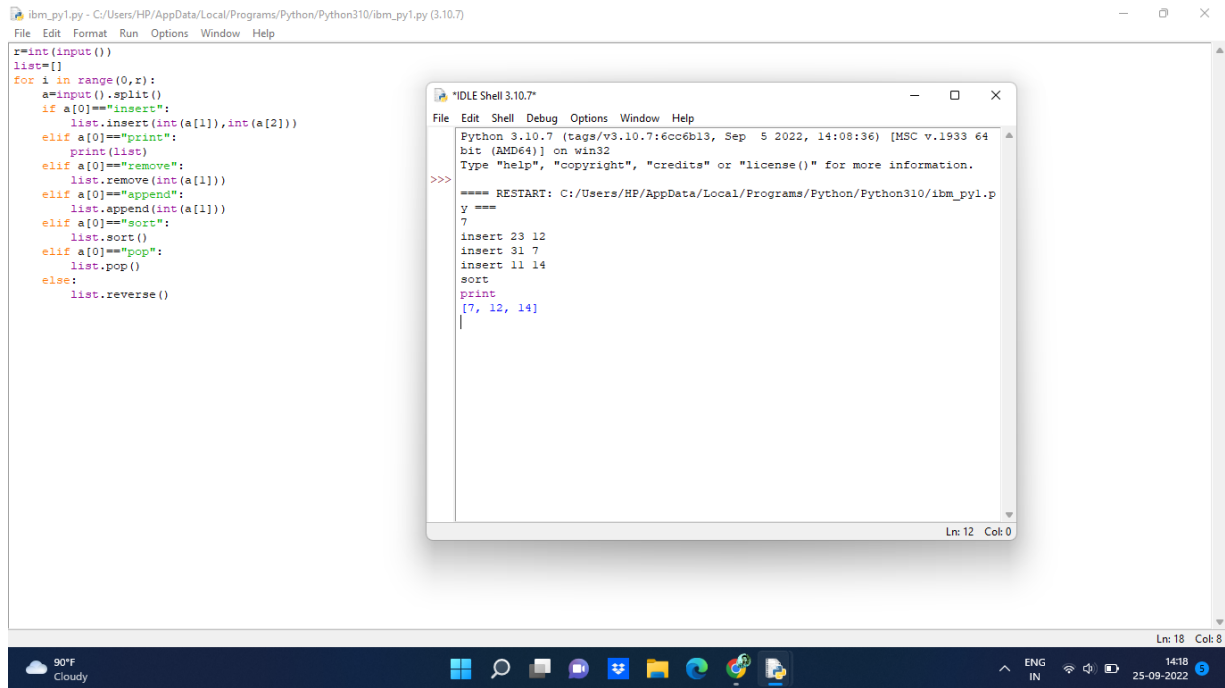 ibm_py1.py - C:/Users/HP/AppData/Local/Programs/Python/Python310/ibm_py1.py (3.10.7)
File Edit Format Run Options Window Help
r=int(input())
list=[]
for i in range(0,r):
    a=input().split()
    if a[0]=="insert":
        list.insert(int(a[1]),int(a[2]))
    elif a[0]=="print":
        print(list)
    elif a[0]=="remove":
        list.remove(int(a[1]))
    elif a[0]=="append":
        list.append(int(a[1]))
    elif a[0]=="sort":
        list.sort()
    elif a[0]=="pop":
        list.pop()
    else:
        list.reverse()
*IDLE Shell 3.10.7*
File Edit Shell Debug Options Window Help
Python 3.10.7 (tags/v3.10.7:6cc6b13, Sep  5 2022, 14:08:36) [MSC v.1933 64
bit (AMD64)] on win32
Type "help", "copyright", "credits" or "license()" for more information.
>>>
==== RESTART: C:/Users/HP/AppData/Local/Programs/Python/Python310/ibm_py1.p
y ===
7
insert 23 12
insert 31 7
insert 11 14
sort
print
[7, 12, 14]
Ln: 12 Col: 0
Ln: 18 Col: 8
90°F
Cloudy
ENG
IN
14:18
25-09-2022
5